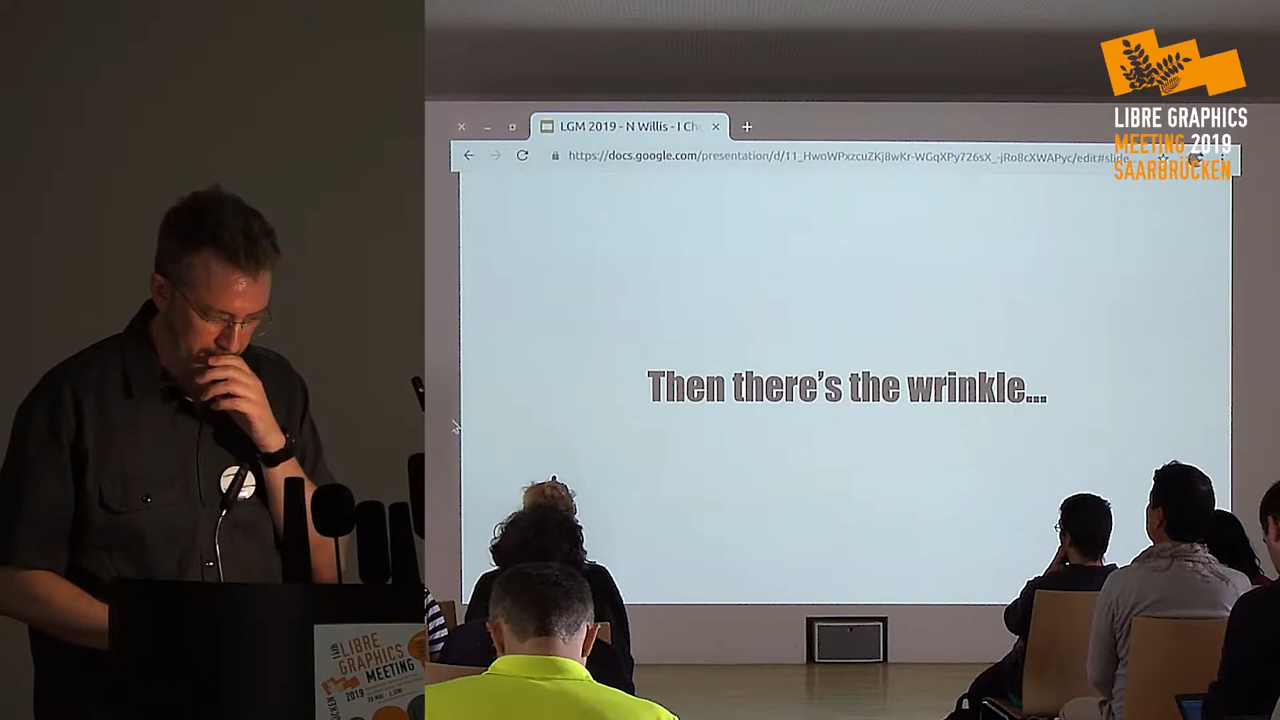 LIBRE GRAPHICS
MEETING 2019
SAARBRÜCKEN
LGM 2019 - N Willis - I Ch
https://docs.google.com/presentation/d/11_HwoWPxzcuZKj8wKr-WGqXPy726sX_-jRo8cXWAPyc/edit#slide
Then there's the wrinkle...
LIBRE
GRAPHICS
MEETING
2019